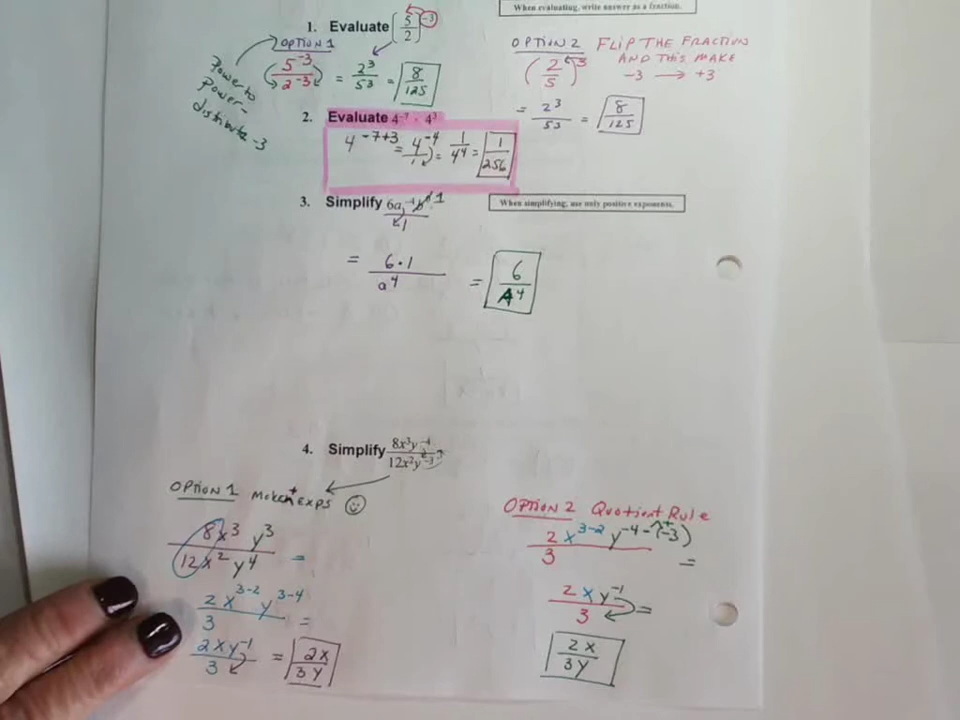 When evaluating, write answer as a fraction.
1. Evaluate (5/2)^-3
OPTION 1
5^-3/2^-3 = 2^3/5^3 = 8/125
Power to
Power-
distribute -3
OPTION 2 FLIP THE FRACTION
AND THIS MAKE
-3 → +3
(2/5)^3
= 2^3/5^3 = 8/125
2. Evaluate 4^-7 · 4^3
4^-7+3 = 4^-4/1 = 1/4^4 = 1/256
3. Simplify 6a^-4b^0 1
/1
When simplifying, use only positive exponents.
= 6·1/a^4 = 6/A^4
4. Simplify 8x^3y^-4/12x^2y^-3
OPTION 1 Make + EXPS
8x^3 y^3/12x^2 y^4 =
2x^3-2 y^3-4/3 =
2xy^-1/3 = 2x/3y
OPTION 2 Quotient Rule
2x^3-2 y^-4-(-3)/3 =
2xy^-1/3 =
2x/3y